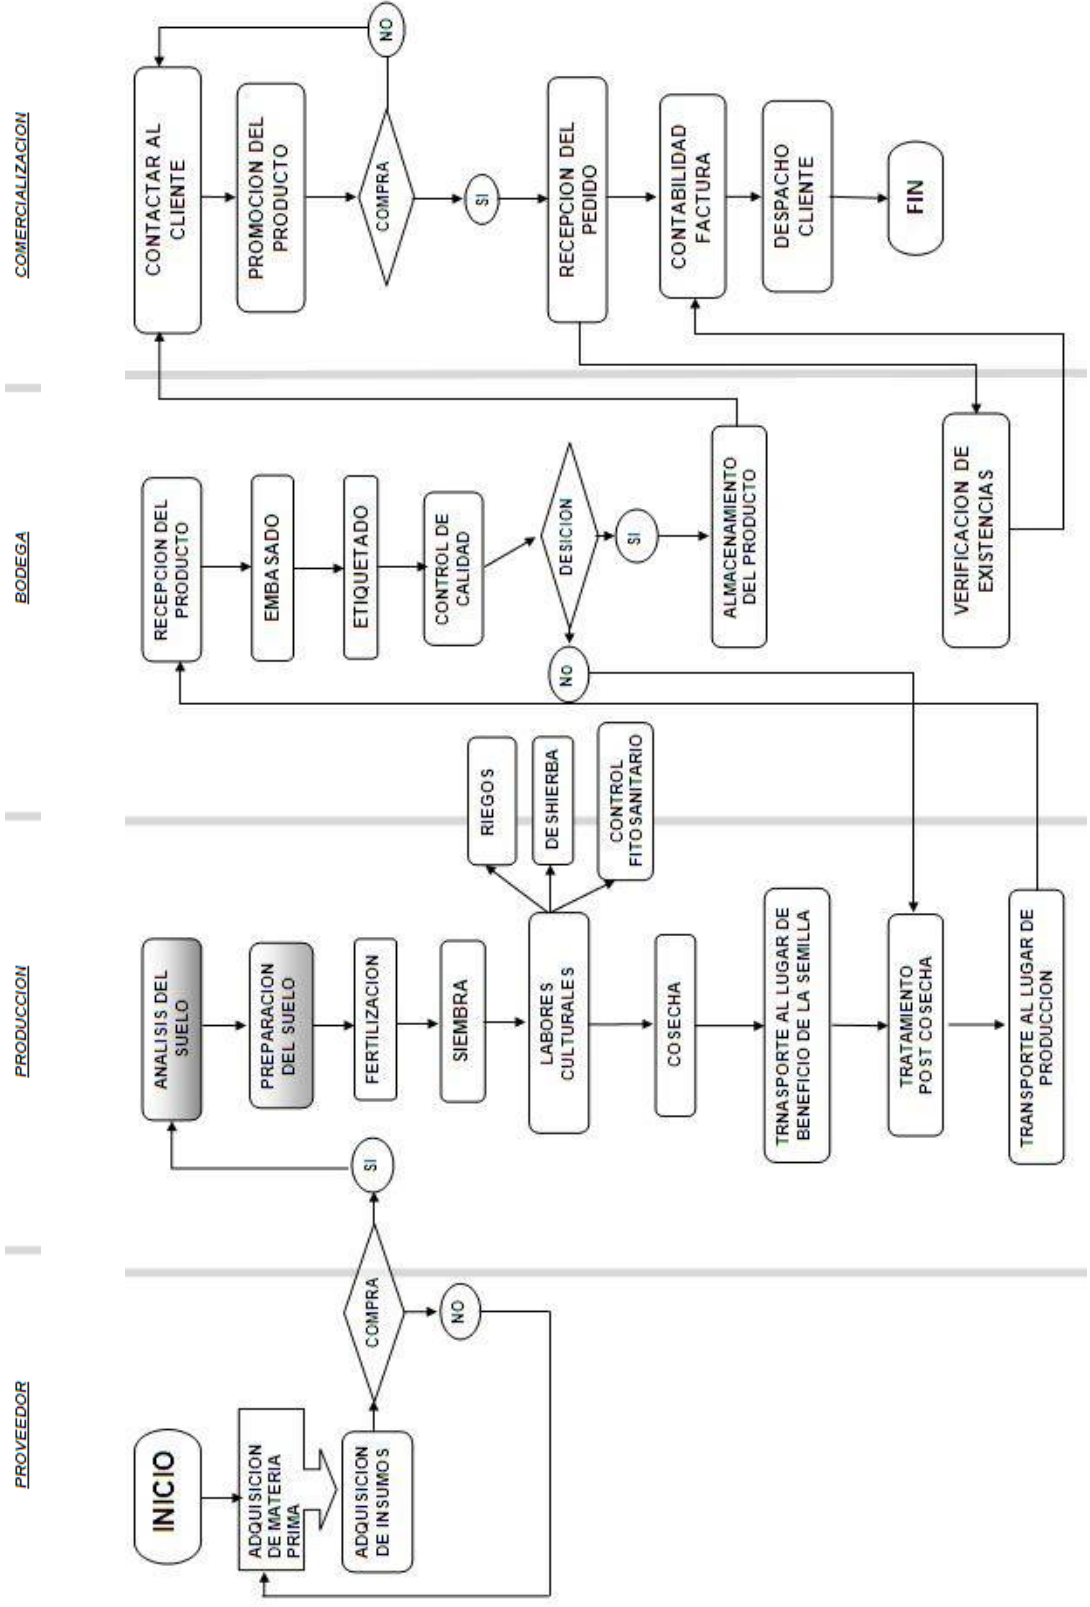 PROVEEDOR
INICIO
ADQUISICION
DE MATERIA
PRIMA
ADQUISICION
DE INSUMOS
COMPRA
NO
SI
PRODUCCION
ANALISIS DEL
SUELO
PREPARACION
DEL SUELO
FERTILIZACION
SIEMBRA
LABORES
CULTURALES
RIEGOS
DESHIERBA
CONTROL
FITOSANITARIO
COSECHA
TRNASPORTE AL LUGAR DE
BENEFICIO DE LA SEMILLA
TRATAMIENTO
POST COSECHA
TRANSPORTE AL LUGAR DE
PRODUCCION
BODEGA
RECEPCION DEL
PRODUCTO
EMBASADO
ETIQUETADO
CONTROL DE
CALIDAD
DESICION
No
SI
ALMACENAMIENTO
DEL PRODUCTO
VERIFICACION DE
EXISTENCIAS
COMERCIALIZACION
CONTACTAR AL
CLIENTE
PROMOCION DEL
PRODUCTO
COMPRA
NO
SI
RECEPCION DEL
PEDIDO
CONTABILIDAD
FACTURA
DESPACHO
CLIENTE
FIN